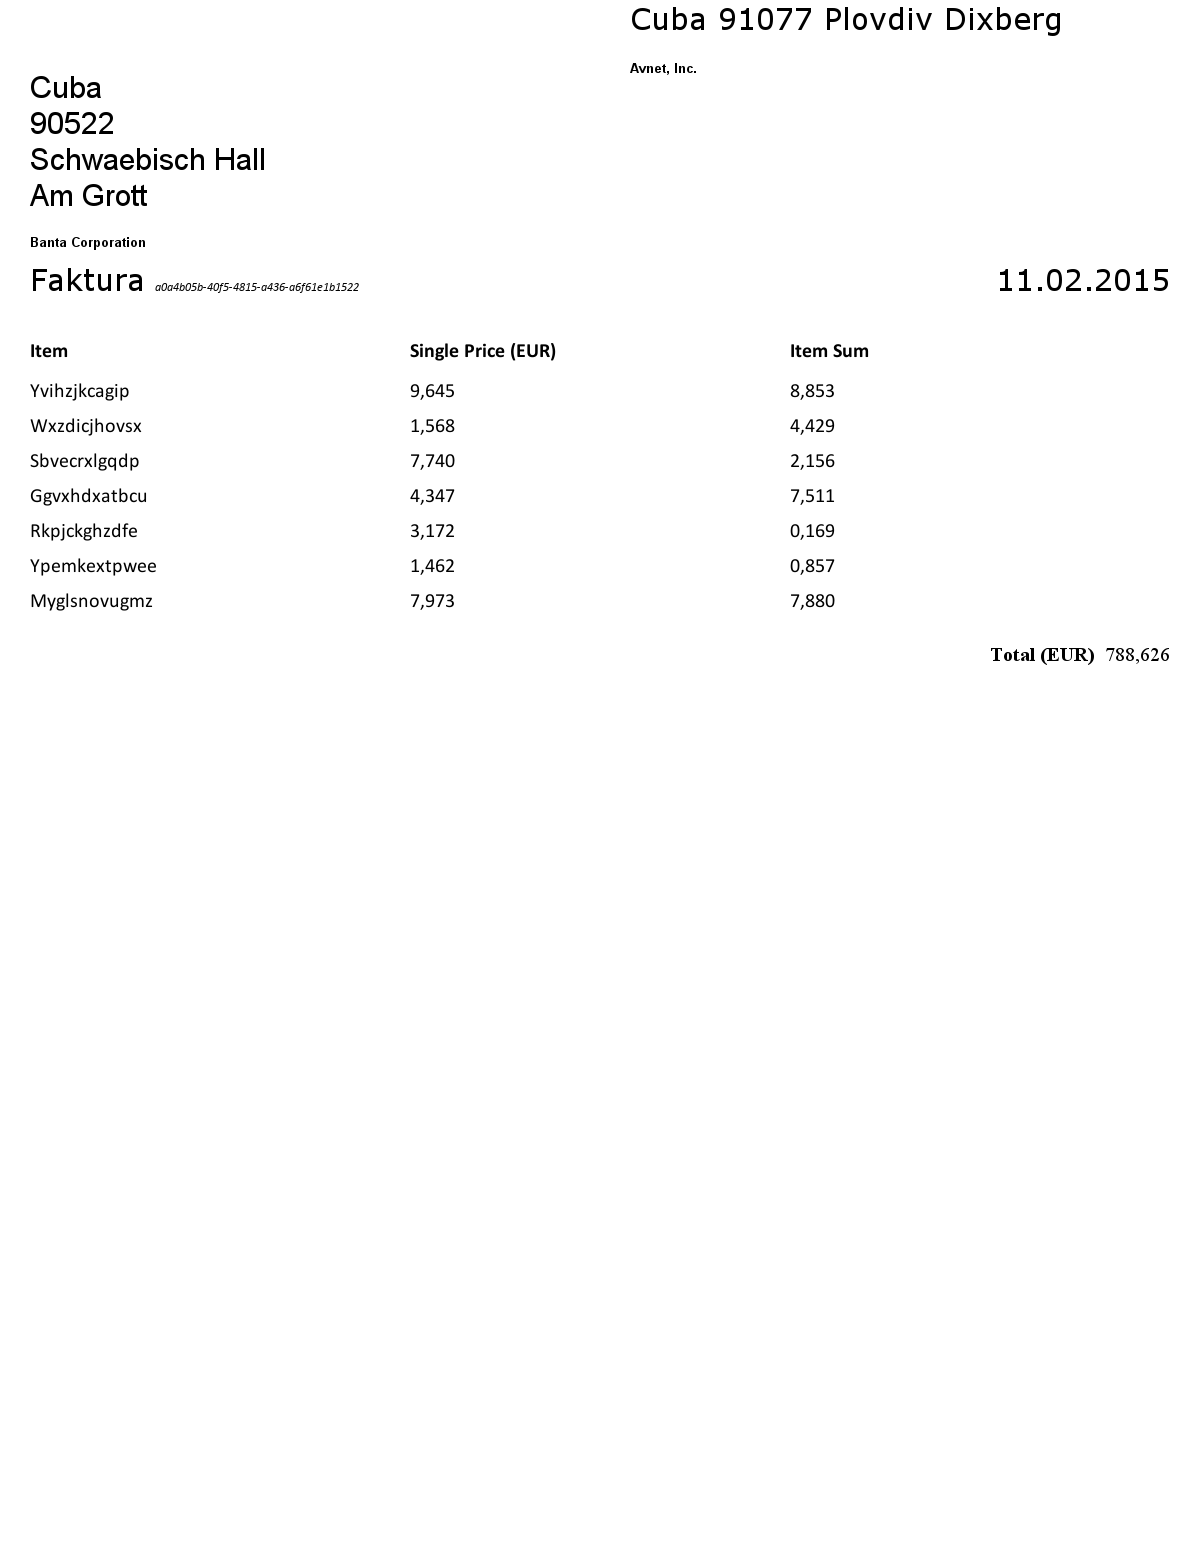 Cuba 91077 Plovdiv Dixberg
Avnet, Inc.
Cuba
90522
Schwaebisch Hall
Am Grott
Banta Corporation
Faktura a0a4b05b-40f5-4815-a436-a6f61e1b1522 11.02.2015
Item Single Price (EUR) Item Sum
Yvihzjkcagip 9,645 8,853
Wxzdicjhovsx 1,568 4,429
Sbvecrxlgqdp 7,740 2,156
Ggvxhdxatbcu 4,347 7,511
Rkpjckghzdfe 3,172 0,169
Ypemkextpwee 1,462 0,857
Myglsnovugmz 7,973 7,880
Total (EUR) 788,626